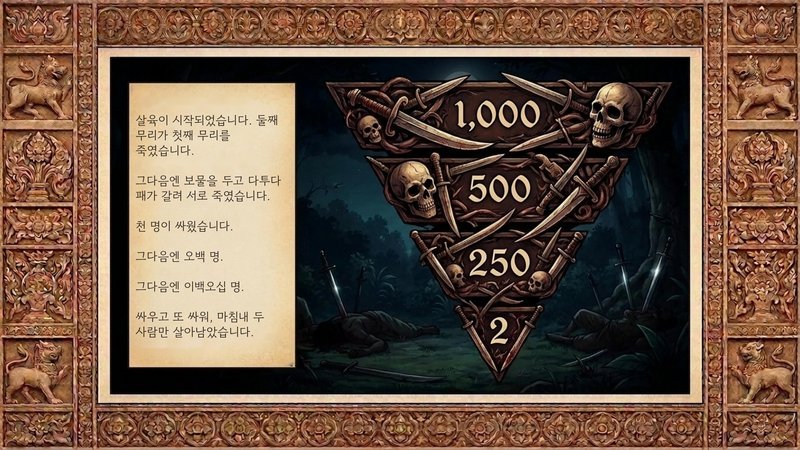 살육이 시작되었습니다. 둘째
무리가 첫째 무리를
죽였습니다.
그다음엔 보물을 두고 다투다
패가 갈려 서로 죽였습니다.
천 명이 싸웠습니다.
그다음엔 오백 명.
그다음엔 이백오십 명.
싸우고 또 싸워, 마침내 두
사람만 살아남았습니다.
1,000
500
250
2